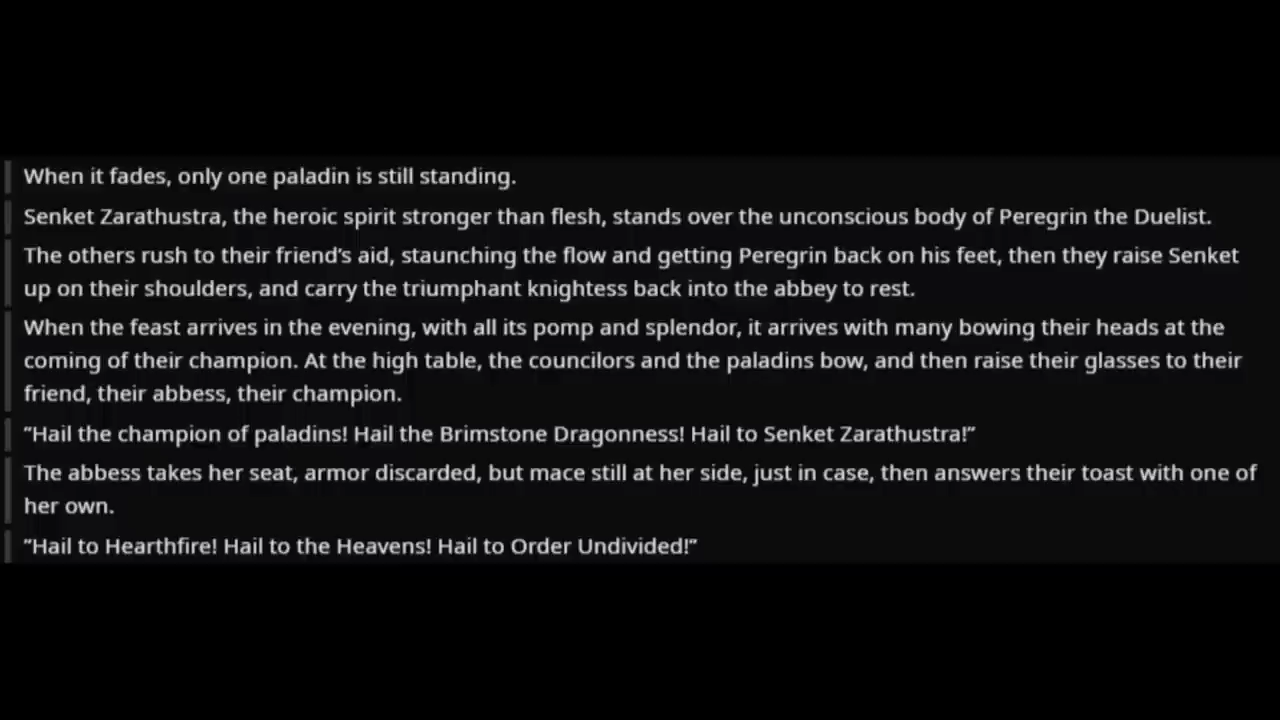 When it fades, only one paladin is still standing.
Senket Zarathustra, the heroic spirit stronger than flesh, stands over the unconscious body of Peregrin the Duelist.
The others rush to their friend's aid, staunching the flow and getting Peregrin back on his feet, then they raise Senket
up on their shoulders, and carry the triumphant knightess back into the abbey to rest.
When the feast arrives in the evening, with all its pomp and splendor, it arrives with many bowing their heads at the
coming of their champion. At the high table, the councilors and the paladins bow, and then raise their glasses to their
friend, their abbess, their champion.
"Hail the champion of paladins! Hail the Brimstone Dragonness! Hail to Senket Zarathustra!"
The abbess takes her seat, armor discarded, but mace still at her side, just in case, then answers their toast with one of
her own.
"Hail to Hearthfire! Hail to the Heavens! Hail to Order Undivided!"